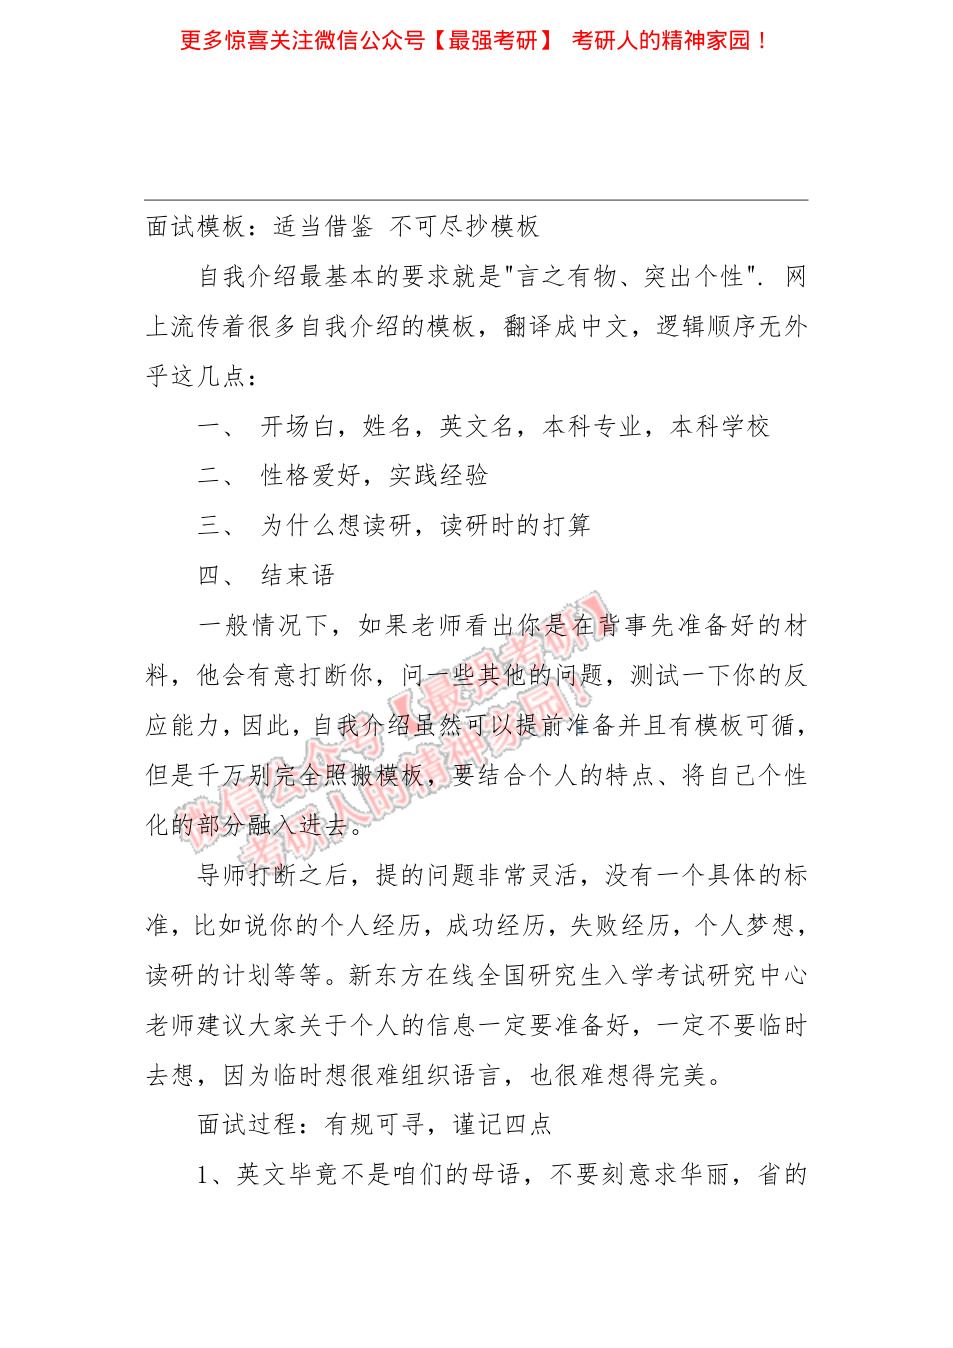 更多惊喜关注微信公众号【最强考研】 考研人的精神家园！
面试模板：适当借鉴 不可尽抄模板
自我介绍最基本的要求就是"言之有物、突出个性". 网
上流传着很多自我介绍的模板，翻译成中文，逻辑顺序无外
乎这几点：
一、 开场白，姓名，英文名，本科专业，本科学校
二、 性格爱好，实践经验
三、 为什么想读研，读研时的打算
四、 结束语
一般情况下，如果老师看出你是在背事先准备好的材
料，他会有意打断你，问一些其他的问题，测试一下你的反
应能力，因此，自我介绍虽然可以提前准备并且有模板可循，
但是千万别完全照搬模板，要结合个人的特点、将自己个性
化的部分融入进去。
导师打断之后，提的问题非常灵活，没有一个具体的标
准，比如说你的个人经历，成功经历，失败经历，个人梦想，
读研的计划等等。新东方在线全国研究生入学考试研究中心
老师建议大家关于个人的信息一定要准备好，一定不要临时
去想，因为临时想很难组织语言，也很难想得完美。
面试过程：有规可寻，谨记四点
1、英文毕竟不是咱们的母语，不要刻意求华丽，省的
微信公众号【最强考研】
考研人的精神家园！